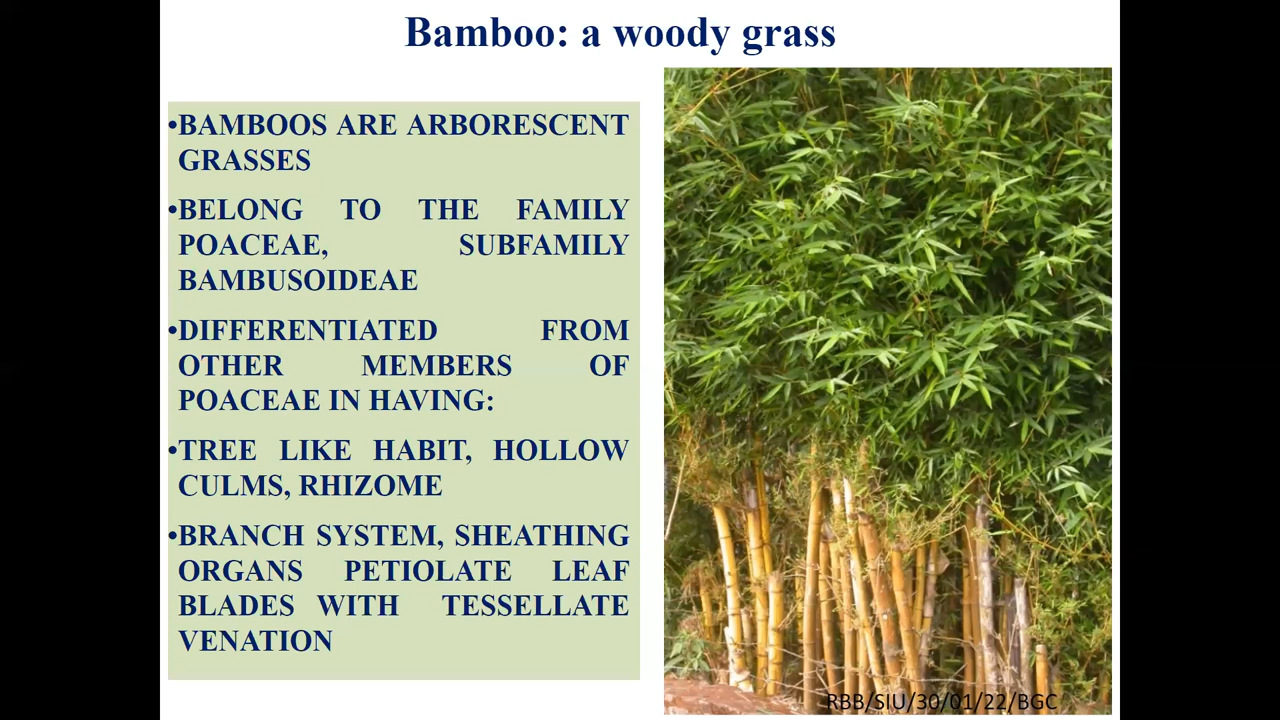 Bamboo: a woody grass
•BAMBOOS ARE ARBORESCENT
GRASSES
•BELONG TO THE FAMILY
POACEAE, SUBFAMILY
BAMBUSOIDEAE
•DIFFERENTIATED FROM
OTHER MEMBERS OF
POACEAE IN HAVING:
•TREE LIKE HABIT, HOLLOW
CULMS, RHIZOME
•BRANCH SYSTEM, SHEATHING
ORGANS PETIOLATE LEAF
BLADES WITH TESSELLATE
VENATION
RBB/SIU/30/01/22/BGC